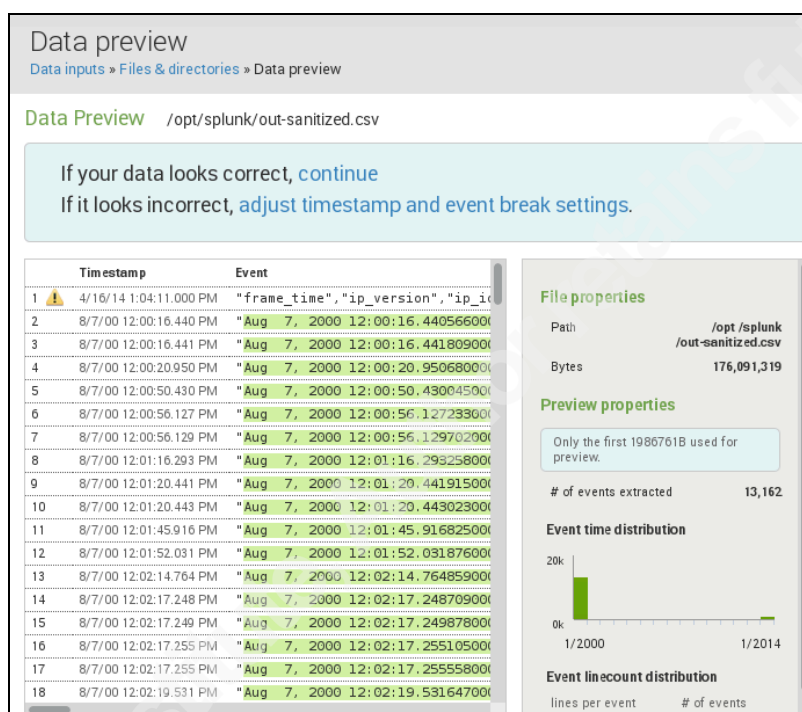 Data preview
Data inputs » Files & directories » Data preview
Data Preview /opt/splunk/out-sanitized.csv
If your data looks correct, continue
If it looks incorrect, adjust timestamp and event break settings.
Timestamp Event
1 4/16/14 1:04:11.000 PM "frame_time","ip_version","ip_i
2 8/7/00 12:00:16.440 PM "Aug 7, 2000 12:00:16.440566000
3 8/7/00 12:00:16.441 PM "Aug 7, 2000 12:00:16.441809000
4 8/7/00 12:00:20.950 PM "Aug 7, 2000 12:00:20.950680000
5 8/7/00 12:00:50.430 PM "Aug 7, 2000 12:00:50.430045000
6 8/7/00 12:00:56.127 PM "Aug 7, 2000 12:00:56.127233000
7 8/7/00 12:00:56.129 PM "Aug 7, 2000 12:00:56.129702000
8 8/7/00 12:01:16.293 PM "Aug 7, 2000 12:01:16.293258000
9 8/7/00 12:01:20.441 PM "Aug 7, 2000 12:01:20.441915000
10 8/7/00 12:01:20.443 PM "Aug 7, 2000 12:01:20.443023000
11 8/7/00 12:01:45.916 PM "Aug 7, 2000 12:01:45.916825000
12 8/7/00 12:01:52.031 PM "Aug 7, 2000 12:01:52.031876000
13 8/7/00 12:02:14.764 PM "Aug 7, 2000 12:02:14.764859000
14 8/7/00 12:02:17.248 PM "Aug 7, 2000 12:02:17.248709000
15 8/7/00 12:02:17.249 PM "Aug 7, 2000 12:02:17.249878000
16 8/7/00 12:02:17.255 PM "Aug 7, 2000 12:02:17.255105000
17 8/7/00 12:02:17.255 PM "Aug 7, 2000 12:02:17.255558000
18 8/7/00 12:02:19.531 PM "Aug 7, 2000 12:02:19.531647000
File properties
Path /opt /splunk
/out-sanitized.csv
Bytes 176,091,319
Preview properties
Only the first 1986761B used for
preview.
# of events extracted 13,162
Event time distribution
20k
0k
1/2000 1/2014
Event linecount distribution
lines per event # of events